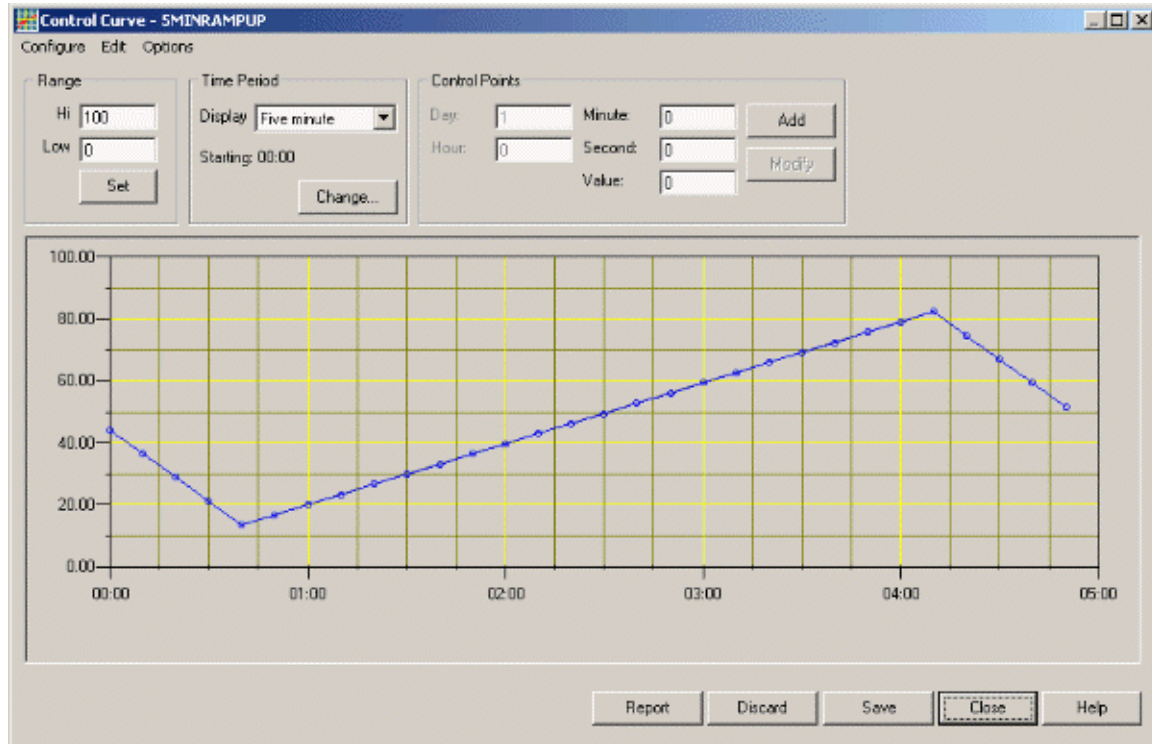 Control Curve - 5MINRAMPUP
Configure Edit Options
Range
Hi 100
Low 0
Set
Time Period
Display Five minute
Starting: 00:00
Change...
Control Points
Day: 1
Hour: 0
Minute: 0
Second: 0
Value: 0
Add
Modify
100.00
80.00
60.00
40.00
20.00
0.00
00:00 01:00 02:00 03:00 04:00 05:00
Report Discard Save Close Help